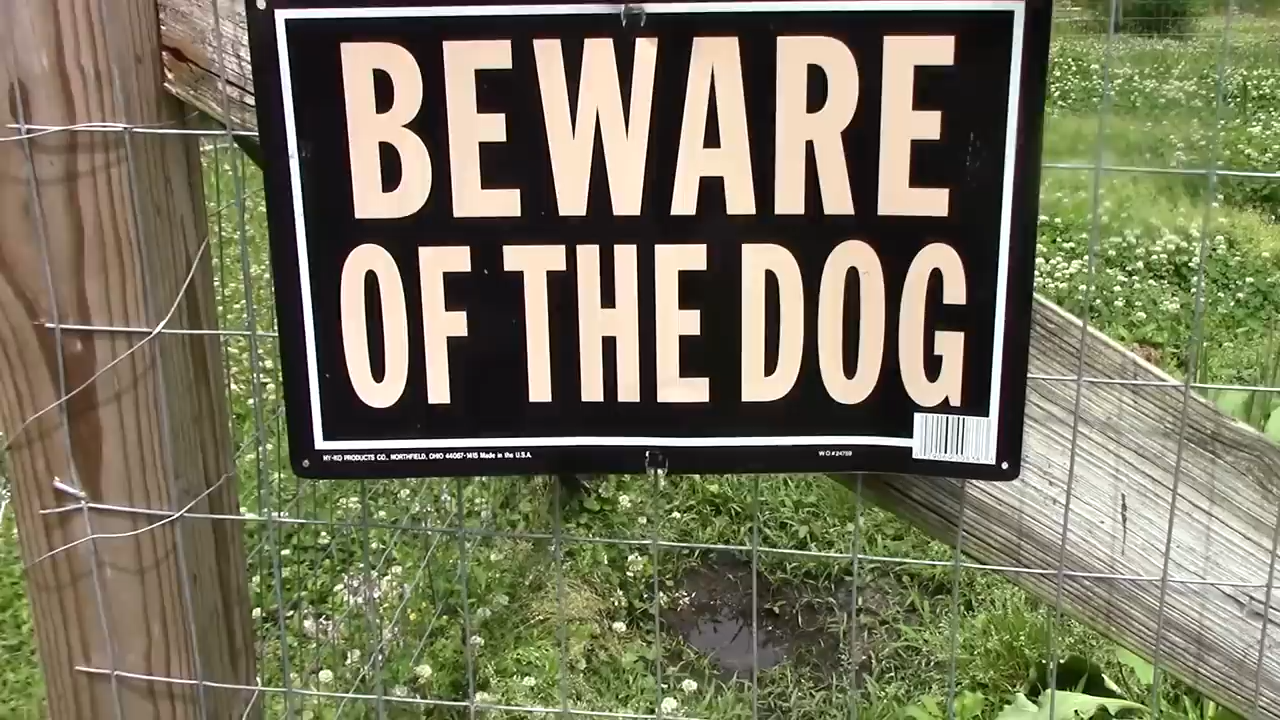 BEWARE
OF THE DOG
HY-KO PRODUCTS CO., NORTHFIELD, OHIO 44067-1415 Made in the U.S.A.
W O #24759